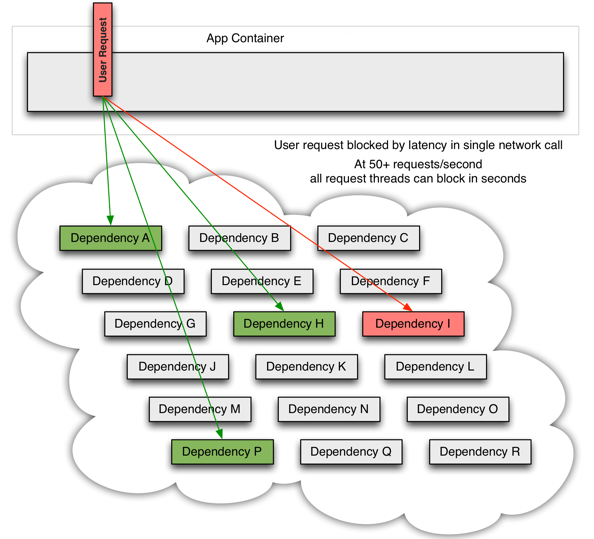 User Request
App Container
User request blocked by latency in single network call
At 50+ requests/second
all request threads can block in seconds
Dependency A
Dependency B
Dependency C
Dependency D
Dependency E
Dependency F
Dependency G
Dependency H
Dependency I
Dependency J
Dependency K
Dependency L
Dependency M
Dependency N
Dependency O
Dependency P
Dependency Q
Dependency R